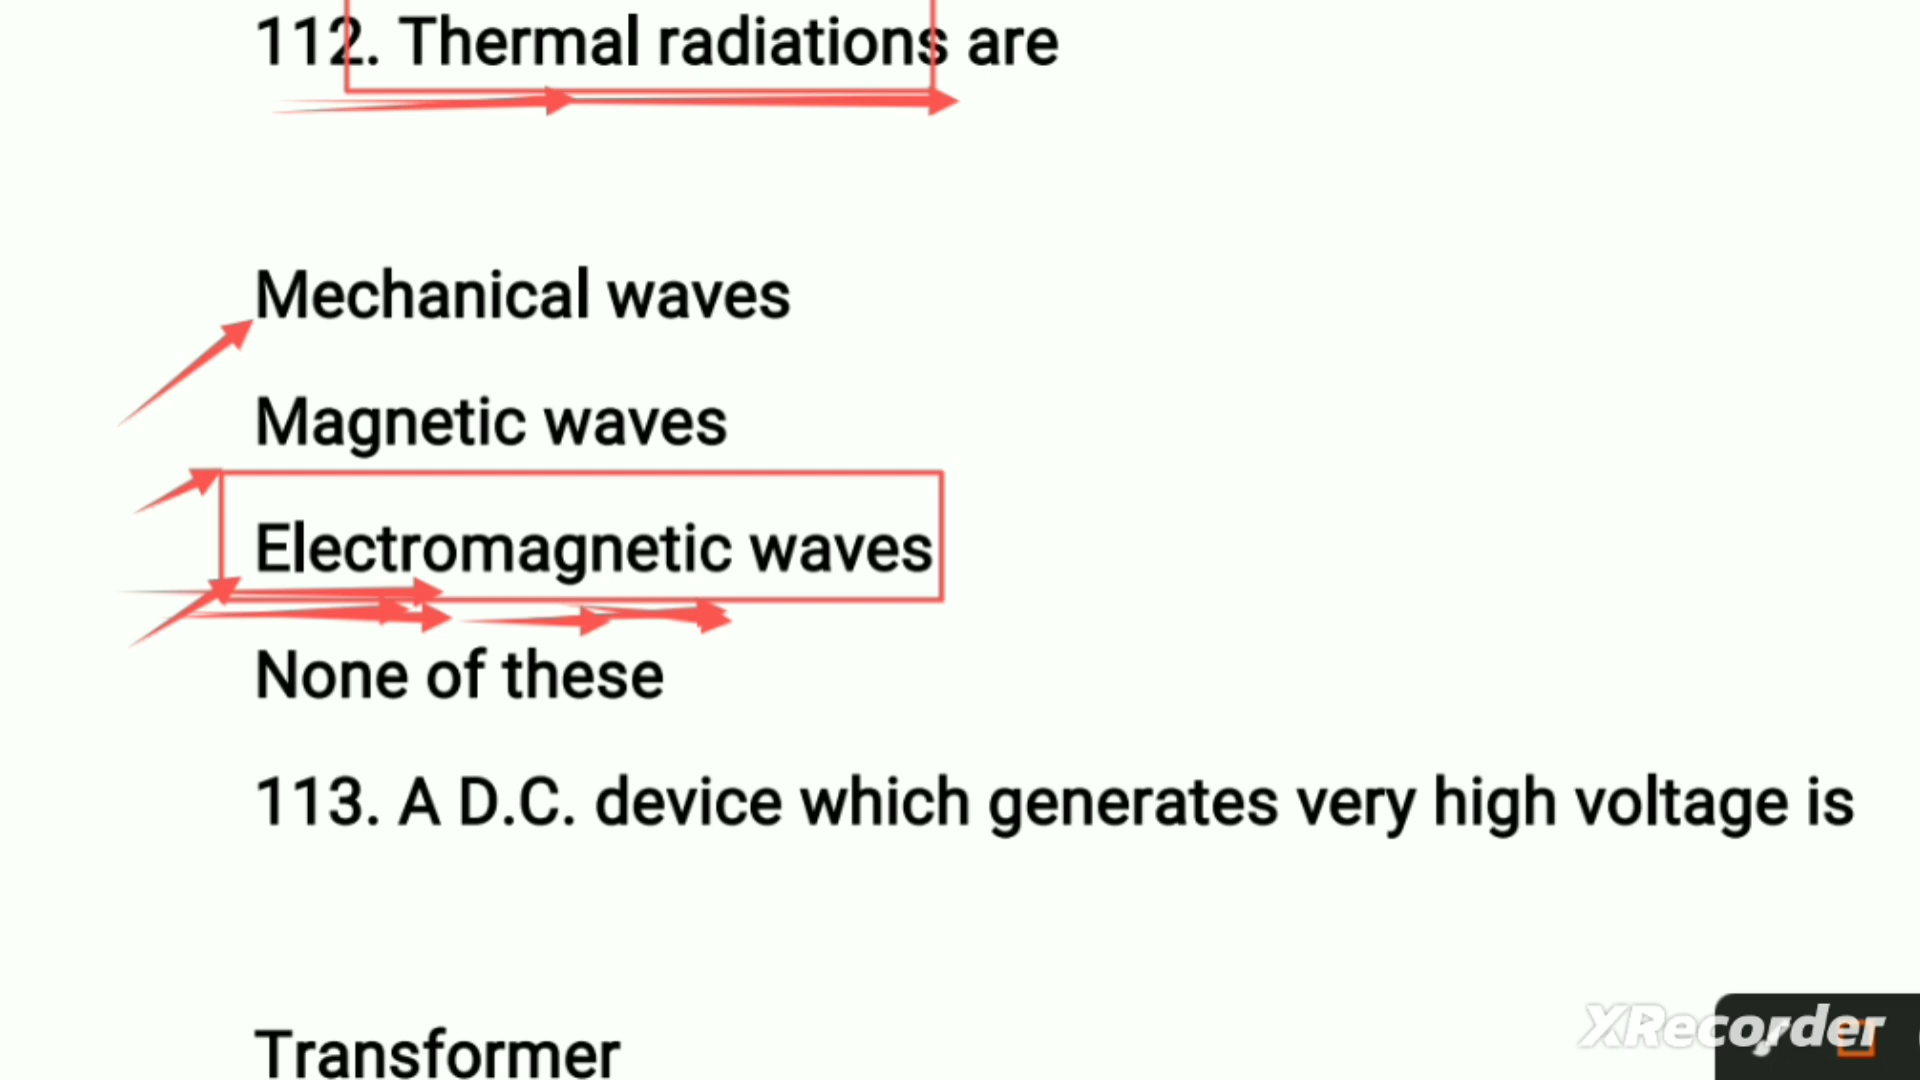 112. Thermal radiations are
Mechanical waves
Magnetic waves
Electromagnetic waves
None of these
113. A D.C. device which generates very high voltage is
Transformer
XRecorder